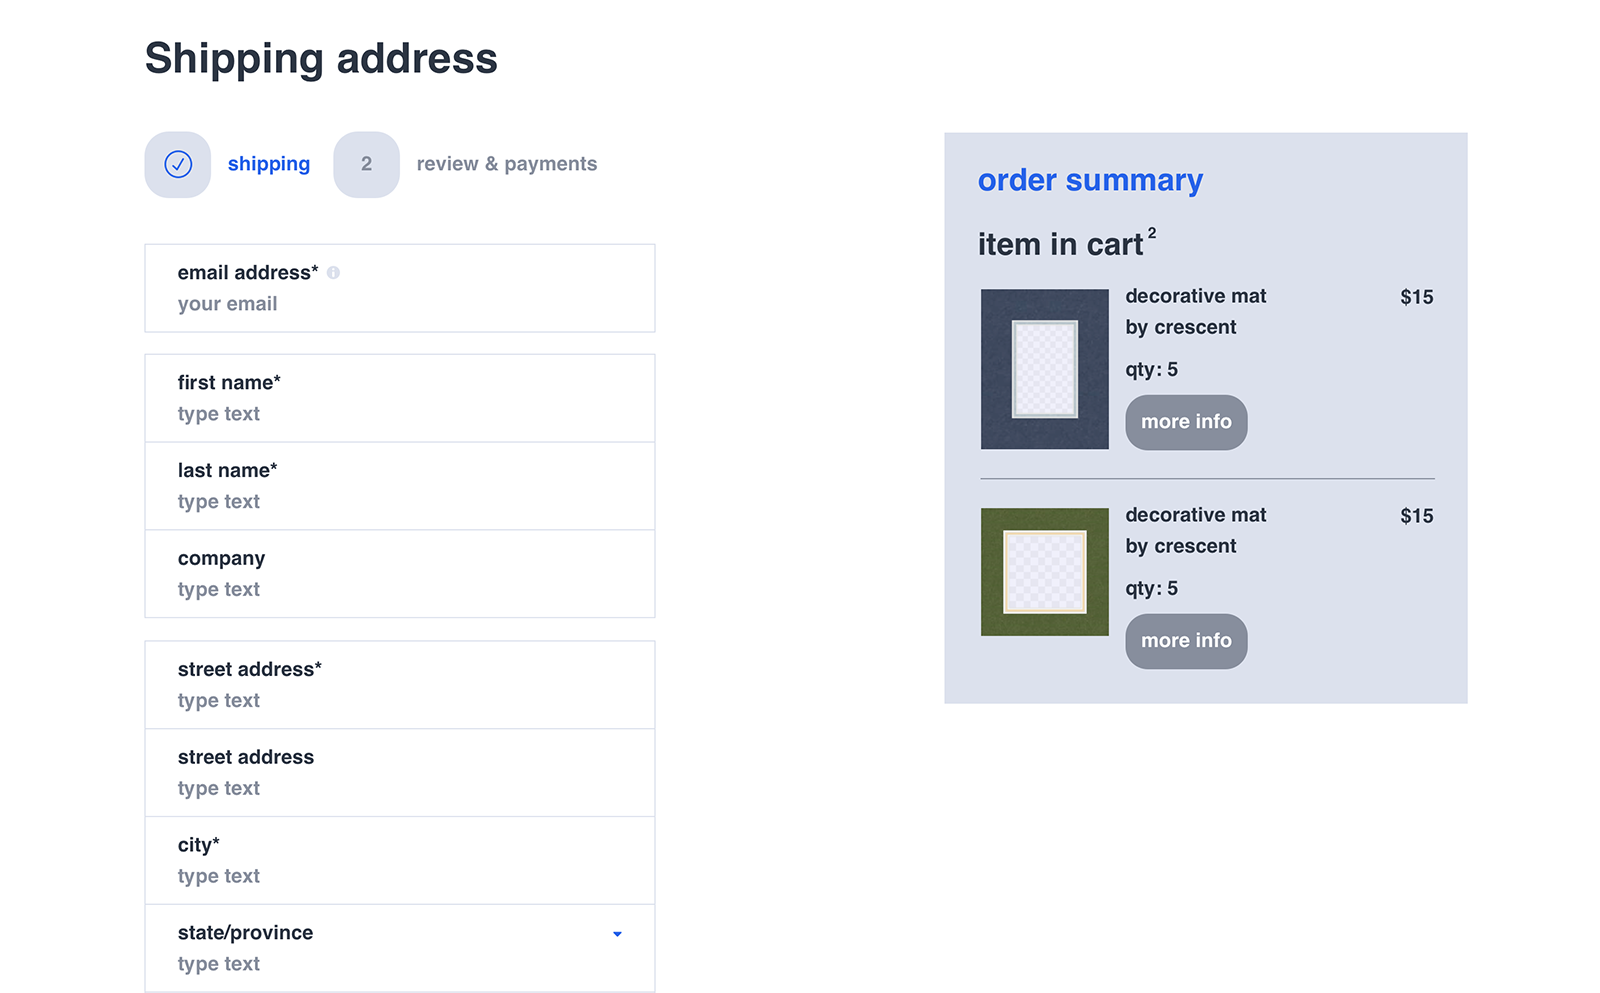 Shipping address
shipping
2
review & payments
email address*
your email
first name*
type text
last name*
type text
company
type text
street address*
type text
street address
type text
city*
type text
state/province
type text
order summary
item in cart 2
decorative mat
by crescent
$15
qty: 5
more info
decorative mat
by crescent
$15
qty: 5
more info